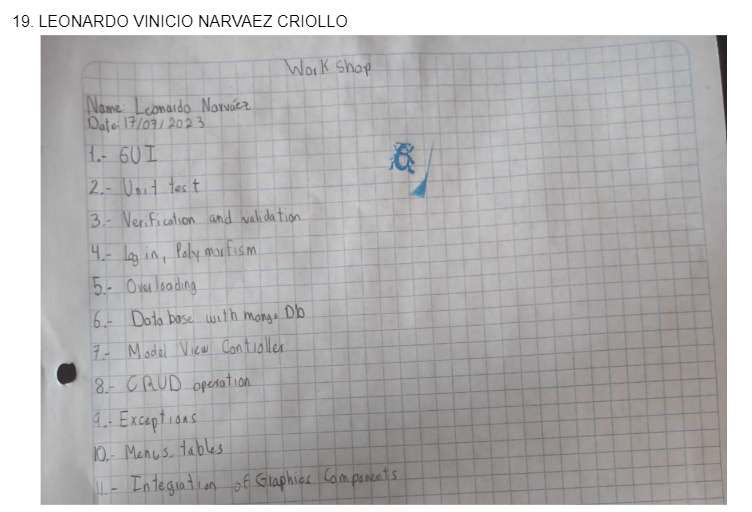 19. LEONARDO VINICIO NARVAEZ CRIOLLO
Work Shop
Name: Leonardo Narváez
Date: 17/07/2023
1.- GUI
2.- Unit test
3.- Verification and validation
4.- Log in, Polymorfism
5.- Overloading
6.- Data base with mongo Db
7.- Model View Controller
8.- CRUD operation
9.- Exceptions
10.- Menus, tables
11.- Integration of Graphics Components